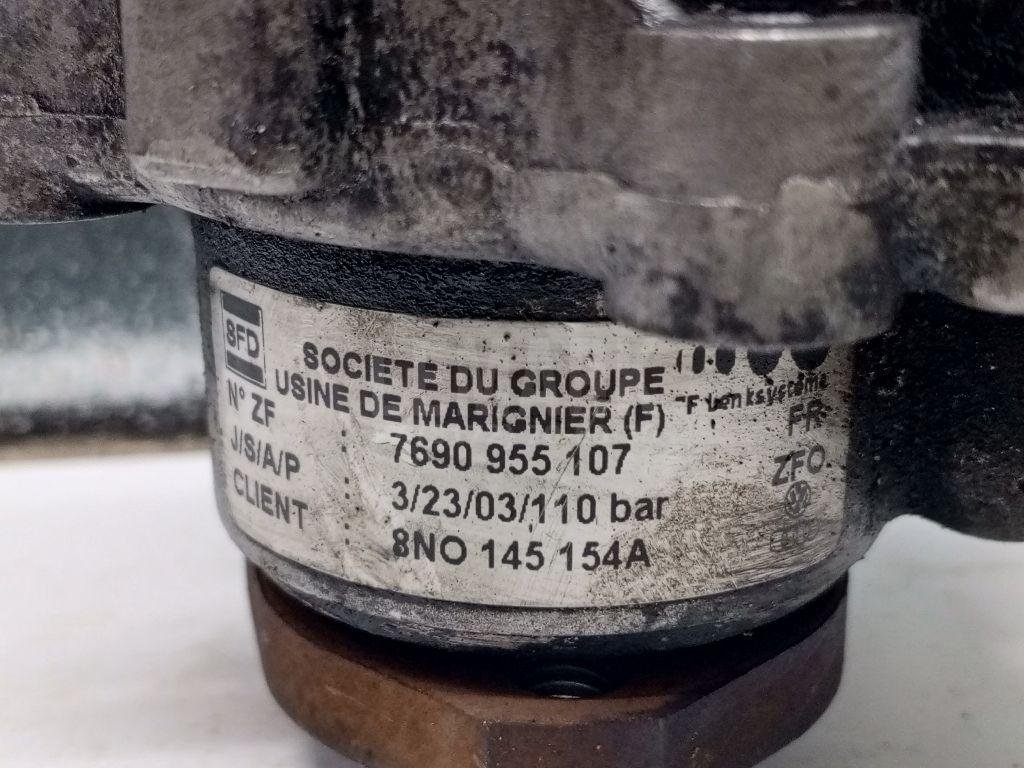 SFD
SOCIETE DU GROUPE
USINE DE MARIGNIER (F)
F Lenksysteme
N° ZF : 7690 955 107 FR
J/S/A/P : 3/23/03/110 bar ZFO
CLIENT : 8NO 145 154A